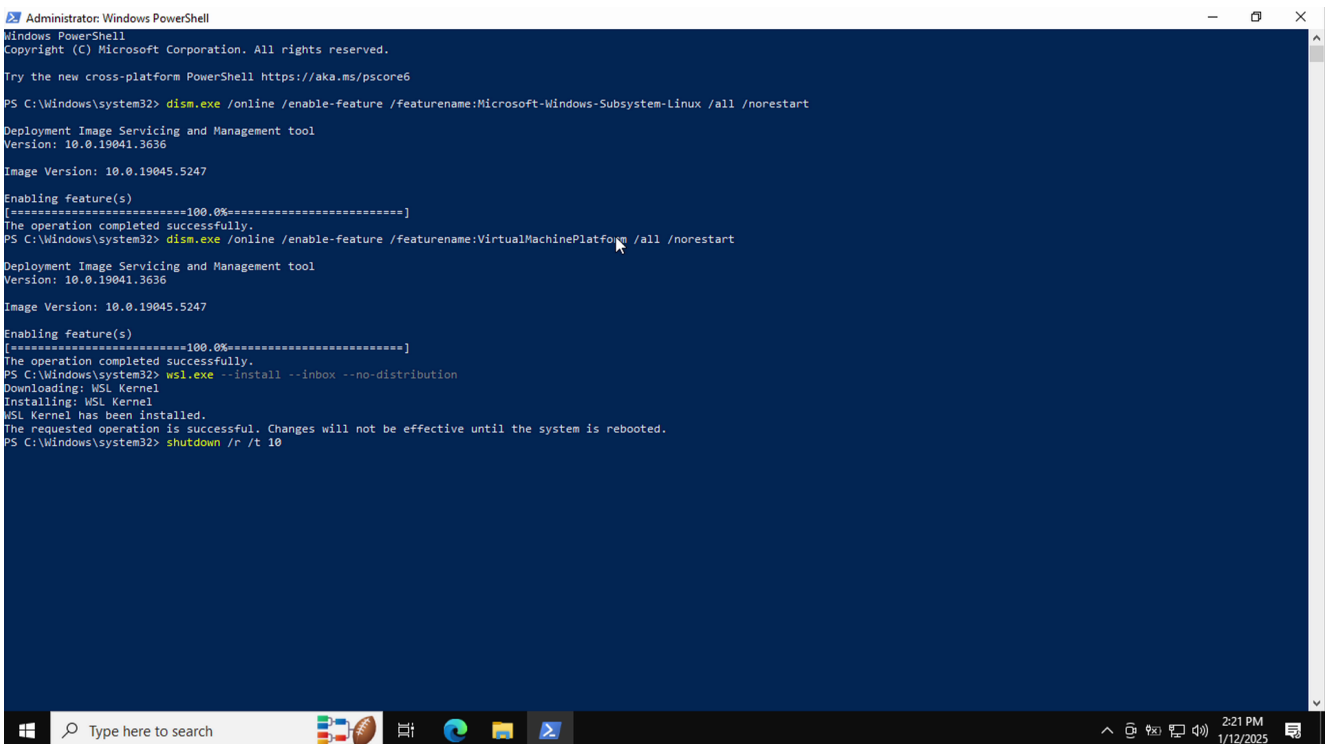 Administrator: Windows PowerShell
Windows PowerShell
Copyright (C) Microsoft Corporation. All rights reserved.
Try the new cross-platform PowerShell https://aka.ms/pscore6
PS C:\Windows\system32> dism.exe /online /enable-feature /featurename:Microsoft-Windows-Subsystem-Linux /all /norestart
Deployment Image Servicing and Management tool
Version: 10.0.19041.3636
Image Version: 10.0.19045.5247
Enabling feature(s)
[==========================100.0%==========================]
The operation completed successfully.
PS C:\Windows\system32> dism.exe /online /enable-feature /featurename:VirtualMachinePlatform /all /norestart
Deployment Image Servicing and Management tool
Version: 10.0.19041.3636
Image Version: 10.0.19045.5247
Enabling feature(s)
[==========================100.0%==========================]
The operation completed successfully.
PS C:\Windows\system32> wsl.exe --install --inbox --no-distribution
Downloading: WSL Kernel
Installing: WSL Kernel
WSL Kernel has been installed.
The requested operation is successful. Changes will not be effective until the system is rebooted.
PS C:\Windows\system32> shutdown /r /t 10
Type here to search
2:21 PM
1/12/2025